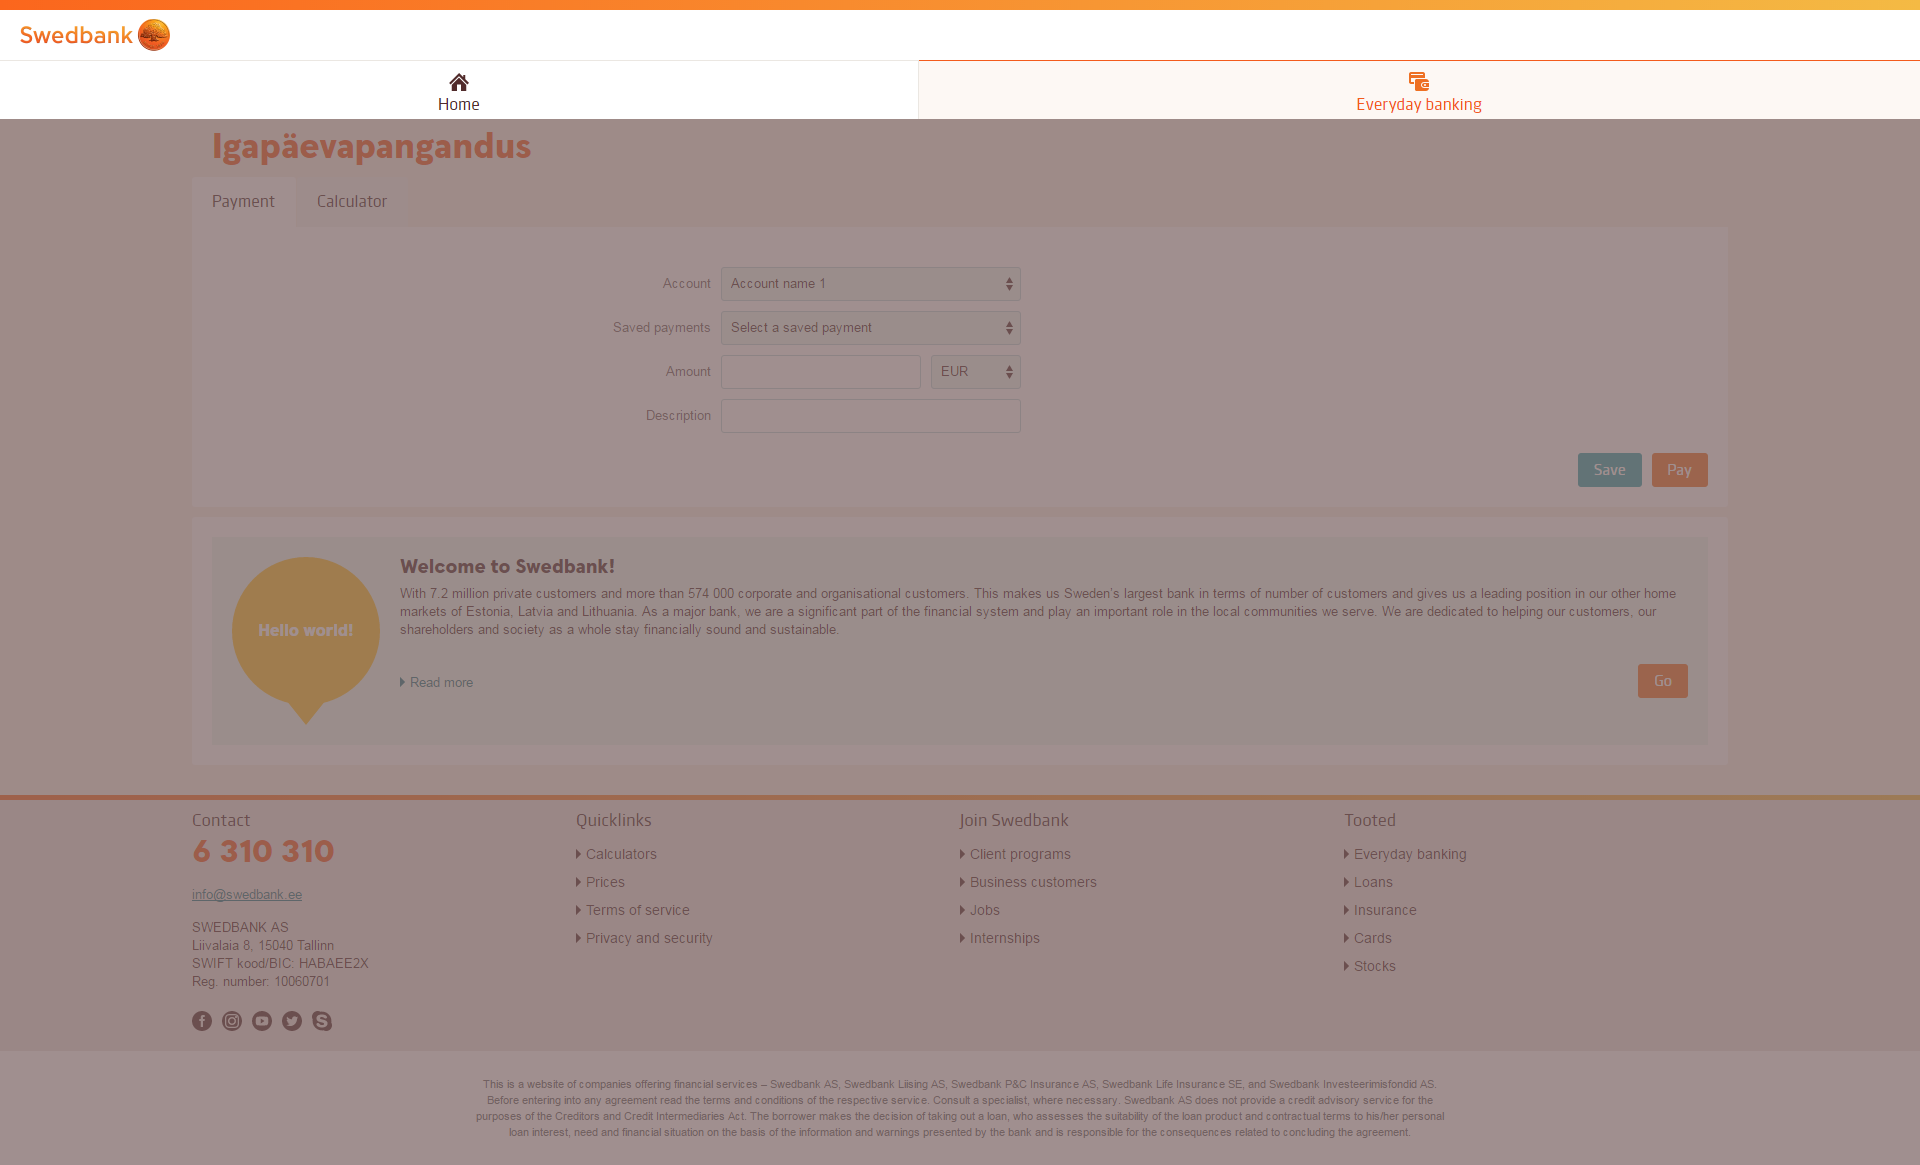 Swedbank
Home
Everyday banking
Igapäevapangandus
Payment
Calculator
Account
Account name 1
Saved payments
Select a saved payment
Amount
EUR
Description
Save
Pay
Hello world!
Welcome to Swedbank!
With 7.2 million private customers and more than 574 000 corporate and organisational customers. This makes us Sweden's largest bank in terms of number of customers and gives us a leading position in our other home
markets of Estonia, Latvia and Lithuania. As a major bank, we are a significant part of the financial system and play an important role in the local communities we serve. We are dedicated to helping our customers, our
shareholders and society as a whole stay financially sound and sustainable.
Read more
Go
Contact
6 310 310
info@swedbank.ee
SWEDBANK AS
Liivalaia 8, 15040 Tallinn
SWIFT kood/BIC: HABAEE2X
Reg. number: 10060701
Quicklinks
Calculators
Prices
Terms of service
Privacy and security
Join Swedbank
Client programs
Business customers
Jobs
Internships
Tooted
Everyday banking
Loans
Insurance
Cards
Stocks
This is a website of companies offering financial services – Swedbank AS, Swedbank Liising AS, Swedbank P&C Insurance AS, Swedbank Life Insurance SE, and Swedbank Investeerimisfondid AS.
Before entering into any agreement read the terms and conditions of the respective service. Consult a specialist, where necessary. Swedbank AS does not provide a credit advisory service for the
purposes of the Creditors and Credit Intermediaries Act. The borrower makes the decision of taking out a loan, who assesses the suitability of the loan product and contractual terms to his/her personal
loan interest, need and financial situation on the basis of the information and warnings presented by the bank and is responsible for the consequences related to concluding the agreement.